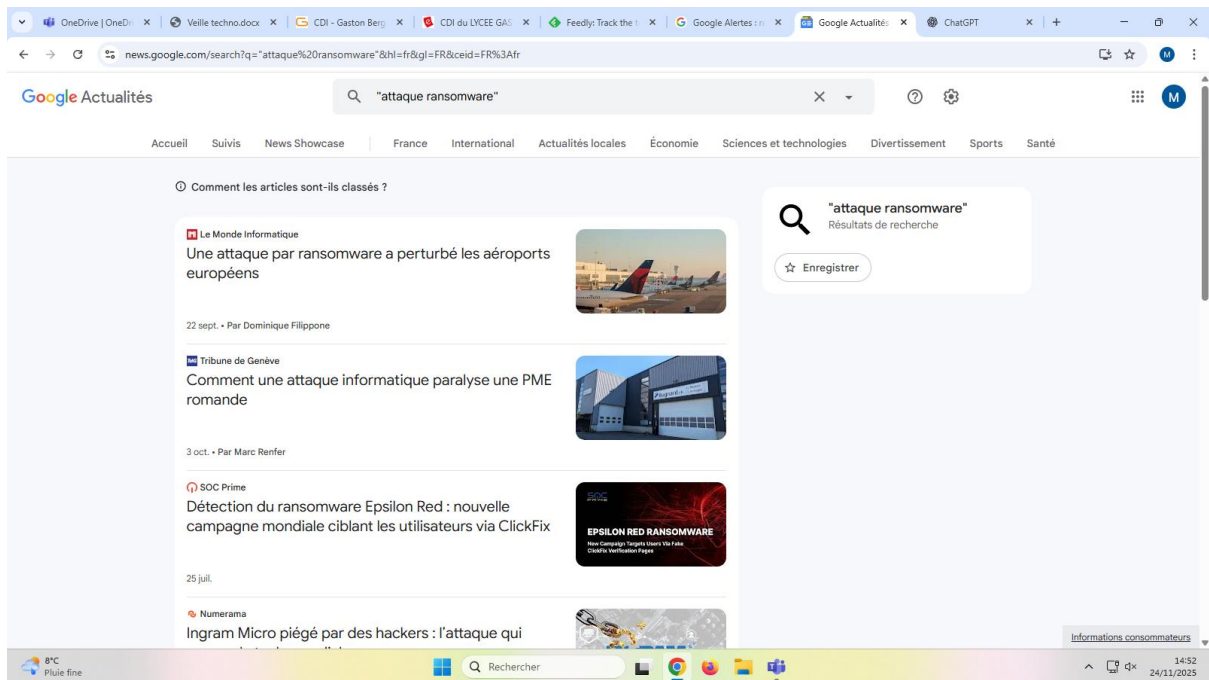 OneDrive | OneDri
Veille techno.docx
CDI - Gaston Berg
CDI du LYCEE GAS
Feedly: Track the t
Google Alertes : r
Google Actualités
ChatGPT
news.google.com/search?q="attaque%20ransomware"&hl=fr&gl=FR&ceid=FR%3Afr
M
Google Actualités
"attaque ransomware"
M
Accueil Suivis News Showcase France International Actualités locales Économie Sciences et technologies Divertissement Sports Santé
Comment les articles sont-ils classés ?
Le Monde Informatique
Une attaque par ransomware a perturbé les aéroports
européens
22 sept. • Par Dominique Filippone
Tribune de Genève
Comment une attaque informatique paralyse une PME
romande
3 oct. • Par Marc Renfer
SOC Prime
Détection du ransomware Epsilon Red : nouvelle
campagne mondiale ciblant les utilisateurs via ClickFix
SOC
EPSILON RED RANSOMWARE
New Campaign Targets Users Via Fake
ClickFix Verification Pages
25 juil.
Numerama
Ingram Micro piégé par des hackers : l'attaque qui
"attaque ransomware"
Résultats de recherche
Enregistrer
Informations consommateurs
8°C
Pluie fine
Rechercher
14:52
24/11/2025